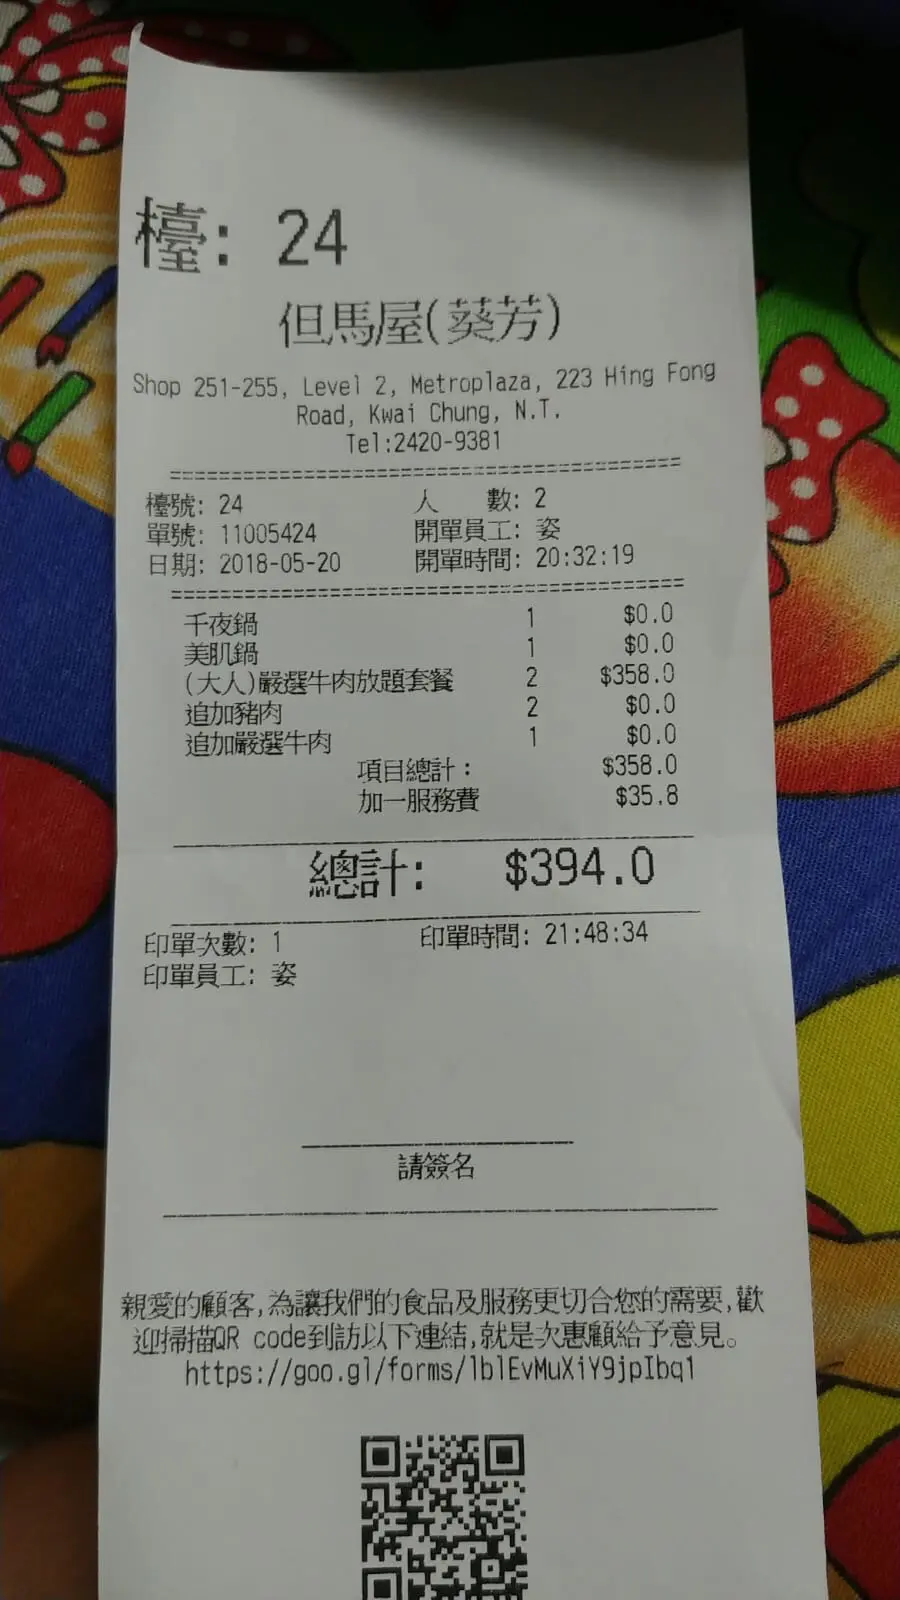 檯: 24
但馬屋(葵芳)
Shop 251-255, Level 2, Metroplaza, 223 Hing Fong
Road, Kwai Chung, N.T.
Tel:2420-9381
檯號: 24 人 數: 2
單號: 11005424 開單員工: 姿
日期: 2018-05-20 開單時間: 20:32:19
千夜鍋 1 $0.0
美肌鍋 1 $0.0
(大人)嚴選牛肉放題套餐 2 $358.0
追加豬肉 2 $0.0
追加嚴選牛肉 1 $0.0
項目總計: $358.0
加一服務費 $35.8
總計: $394.0
印單次數: 1 印單時間: 21:48:34
印單員工: 姿
請簽名
親愛的顧客,為讓我們的食品及服務更切合您的需要,歡
迎掃描QR code到訪以下連結,就是次惠顧給予意見。
https://goo.gl/forms/lblEvMuXiY9jpIbq1